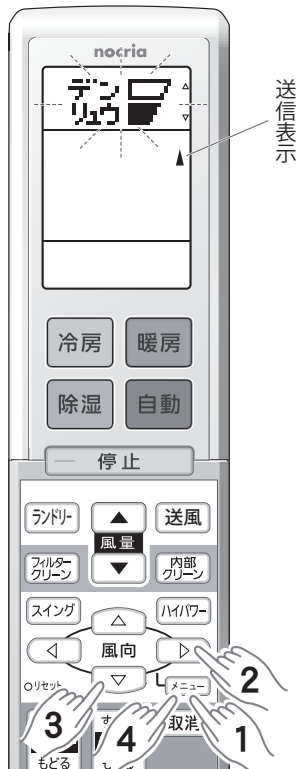 nocria
デン
リュウ
送信表示
冷房
暖房
除湿
自動
停止
ランドリー
風量
送風
フィルター
クリーン
内部
クリーン
スイング
ハイパワー
風向
リセット
メニュー
取消
もどる
1
2
3
4